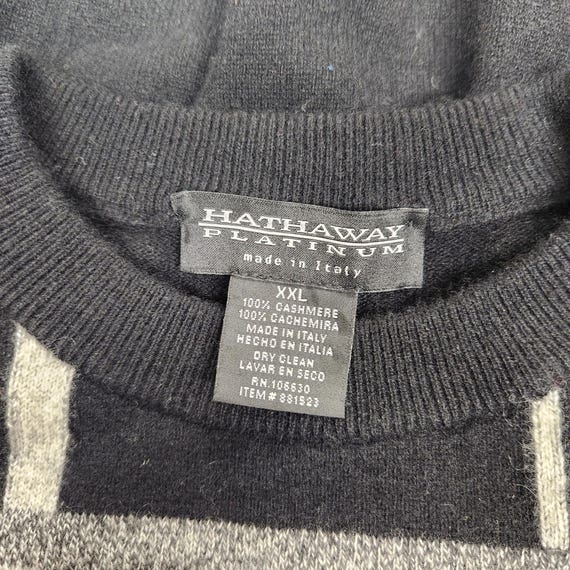 HATHAWAY
PLATINUM
made in Italy
XXL
100% CASHMERE
100% CACHEMIRA
MADE IN ITALY
HECHO EN ITALIA
DRY CLEAN
LAVAR EN SECO
RN.106630
ITEM# 881523